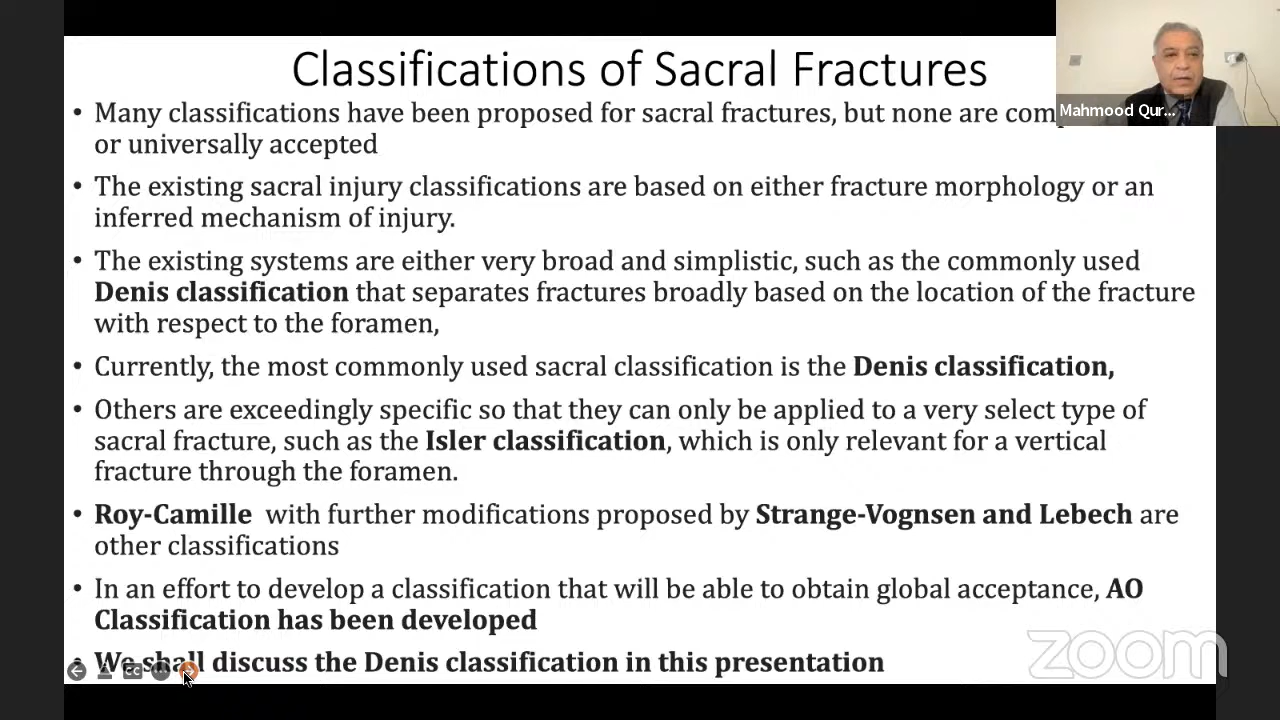 Classifications of Sacral Fractures
• Many classifications have been proposed for sacral fractures, but none are
or universally accepted
• The existing sacral injury classifications are based on either fracture morphology or an
inferred mechanism of injury.
• The existing systems are either very broad and simplistic, such as the commonly used
Denis classification that separates fractures broadly based on the location of the fracture
with respect to the foramen,
• Currently, the most commonly used sacral classification is the Denis classification,
• Others are exceedingly specific so that they can only be applied to a very select type of
sacral fracture, such as the Isler classification, which is only relevant for a vertical
fracture through the foramen.
• Roy-Camille with further modifications proposed by Strange-Vognsen and Lebech are
other classifications
• In an effort to develop a classification that will be able to obtain global acceptance, AO
Classification has been developed
• We shall discuss the Denis classification in this presentation
Mahmood Qur...
CC
zoom